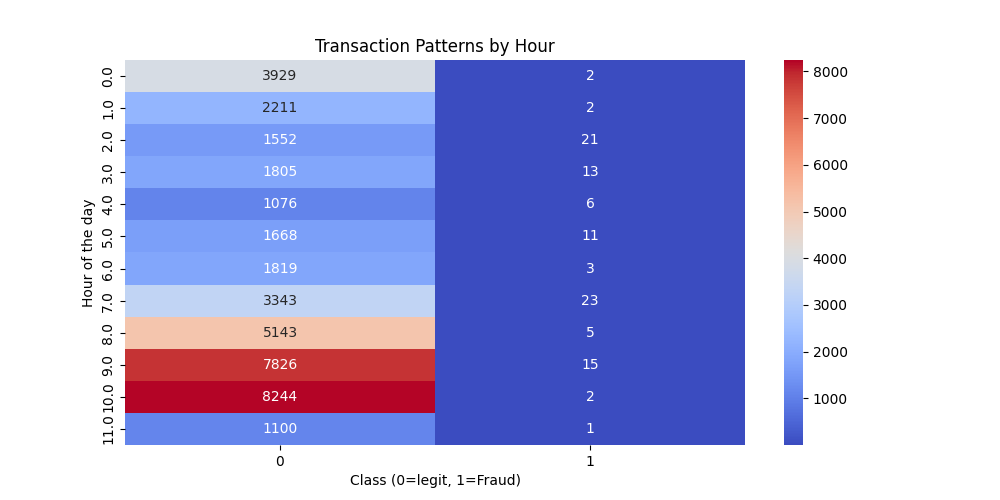 Transaction Patterns by Hour
Hour of the day
0.0 3929 2
1.0 2211 2
2.0 1552 21
3.0 1805 13
4.0 1076 6
5.0 1668 11
6.0 1819 3
7.0 3343 23
8.0 5143 5
9.0 7826 15
10.0 8244 2
11.0 1100 1
0 1
Class (0=legit, 1=Fraud)
8000
7000
6000
5000
4000
3000
2000
1000